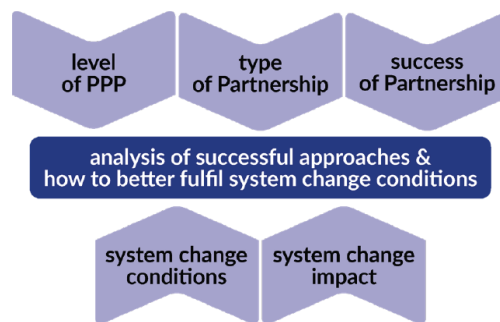 level
of PPP
type
of Partnership
success
of Partnership
analysis of successful approaches &
how to better fulfil system change conditions
system change
conditions
system change
impact